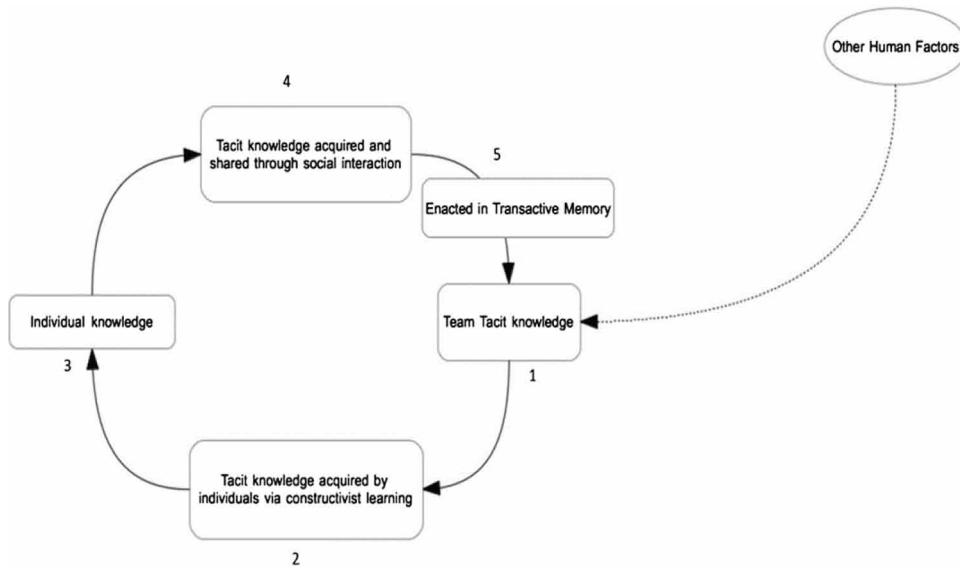 Other Human Factors
4
Tacit knowledge acquired and
shared through social interaction
5
Enacted in Transactive Memory
Individual knowledge
3
Team Tacit knowledge
1
Tacit knowledge acquired by
individuals via constructivist learning
2